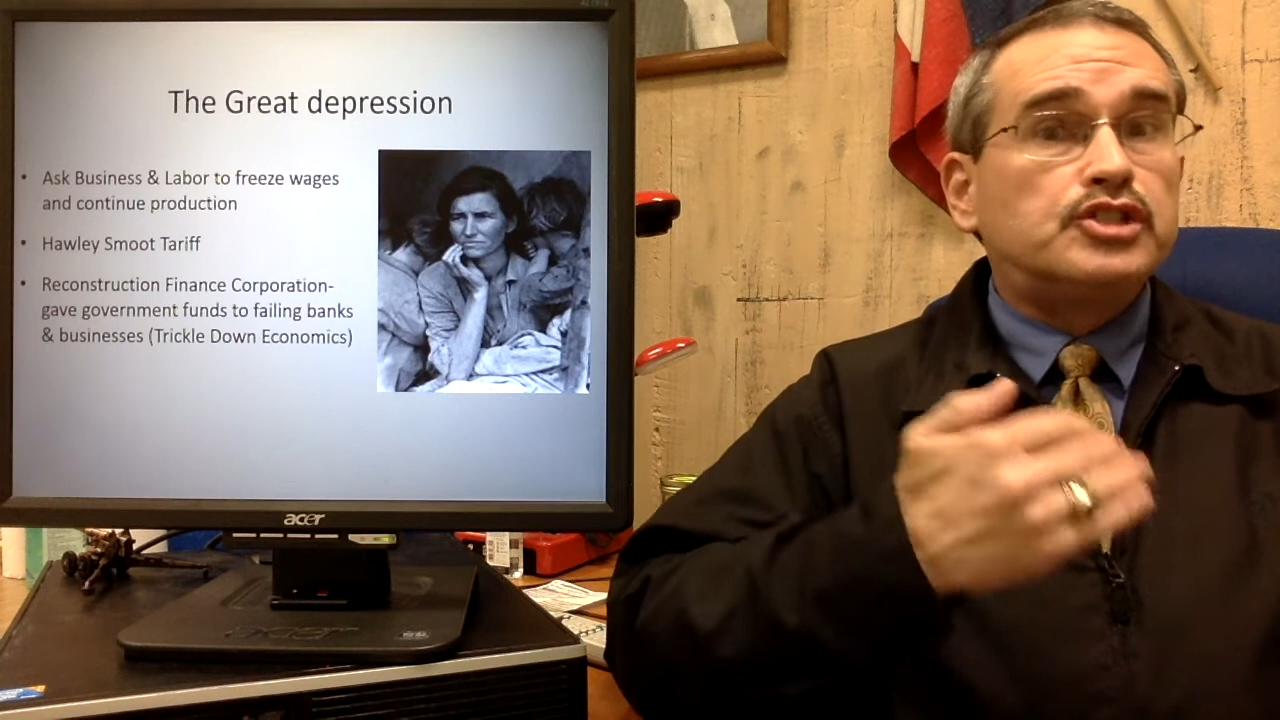 The Great depression
• Ask Business & Labor to freeze wages
and continue production
• Hawley Smoot Tariff
• Reconstruction Finance Corporation-
gave government funds to failing banks
& businesses (Trickle Down Economics)
acer
acer